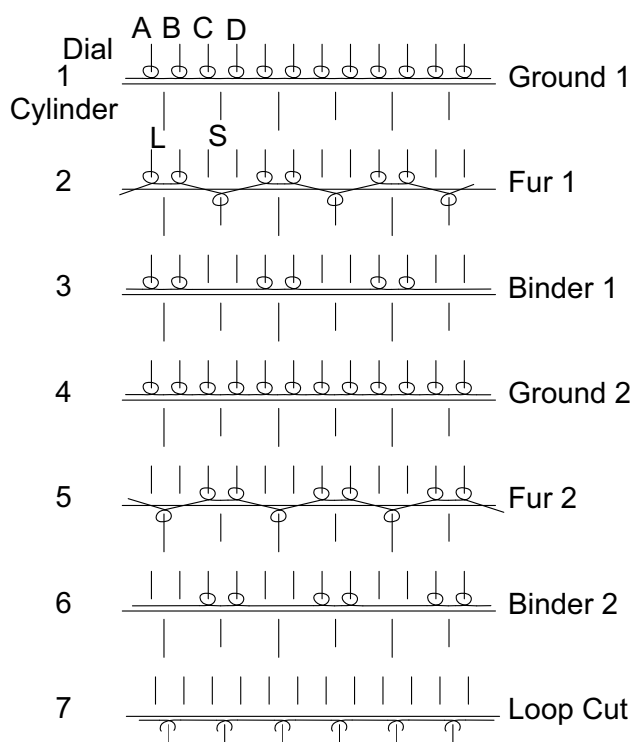 A B C D
Dial
1 Ground 1
Cylinder
L S
2 Fur 1
3 Binder 1
4 Ground 2
5 Fur 2
6 Binder 2
7 Loop Cut